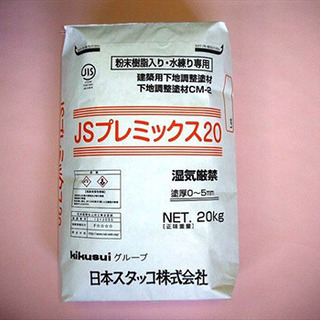 粉末樹脂入り・水練り専用
JIS
建築用下地調整塗材
下地調整塗材CM-2
JSプレミックス20
湿気厳禁
塗厚0～5mm
NET. 20kg
[正味重量]
kikusui グループ
日本スタッコ株式会社